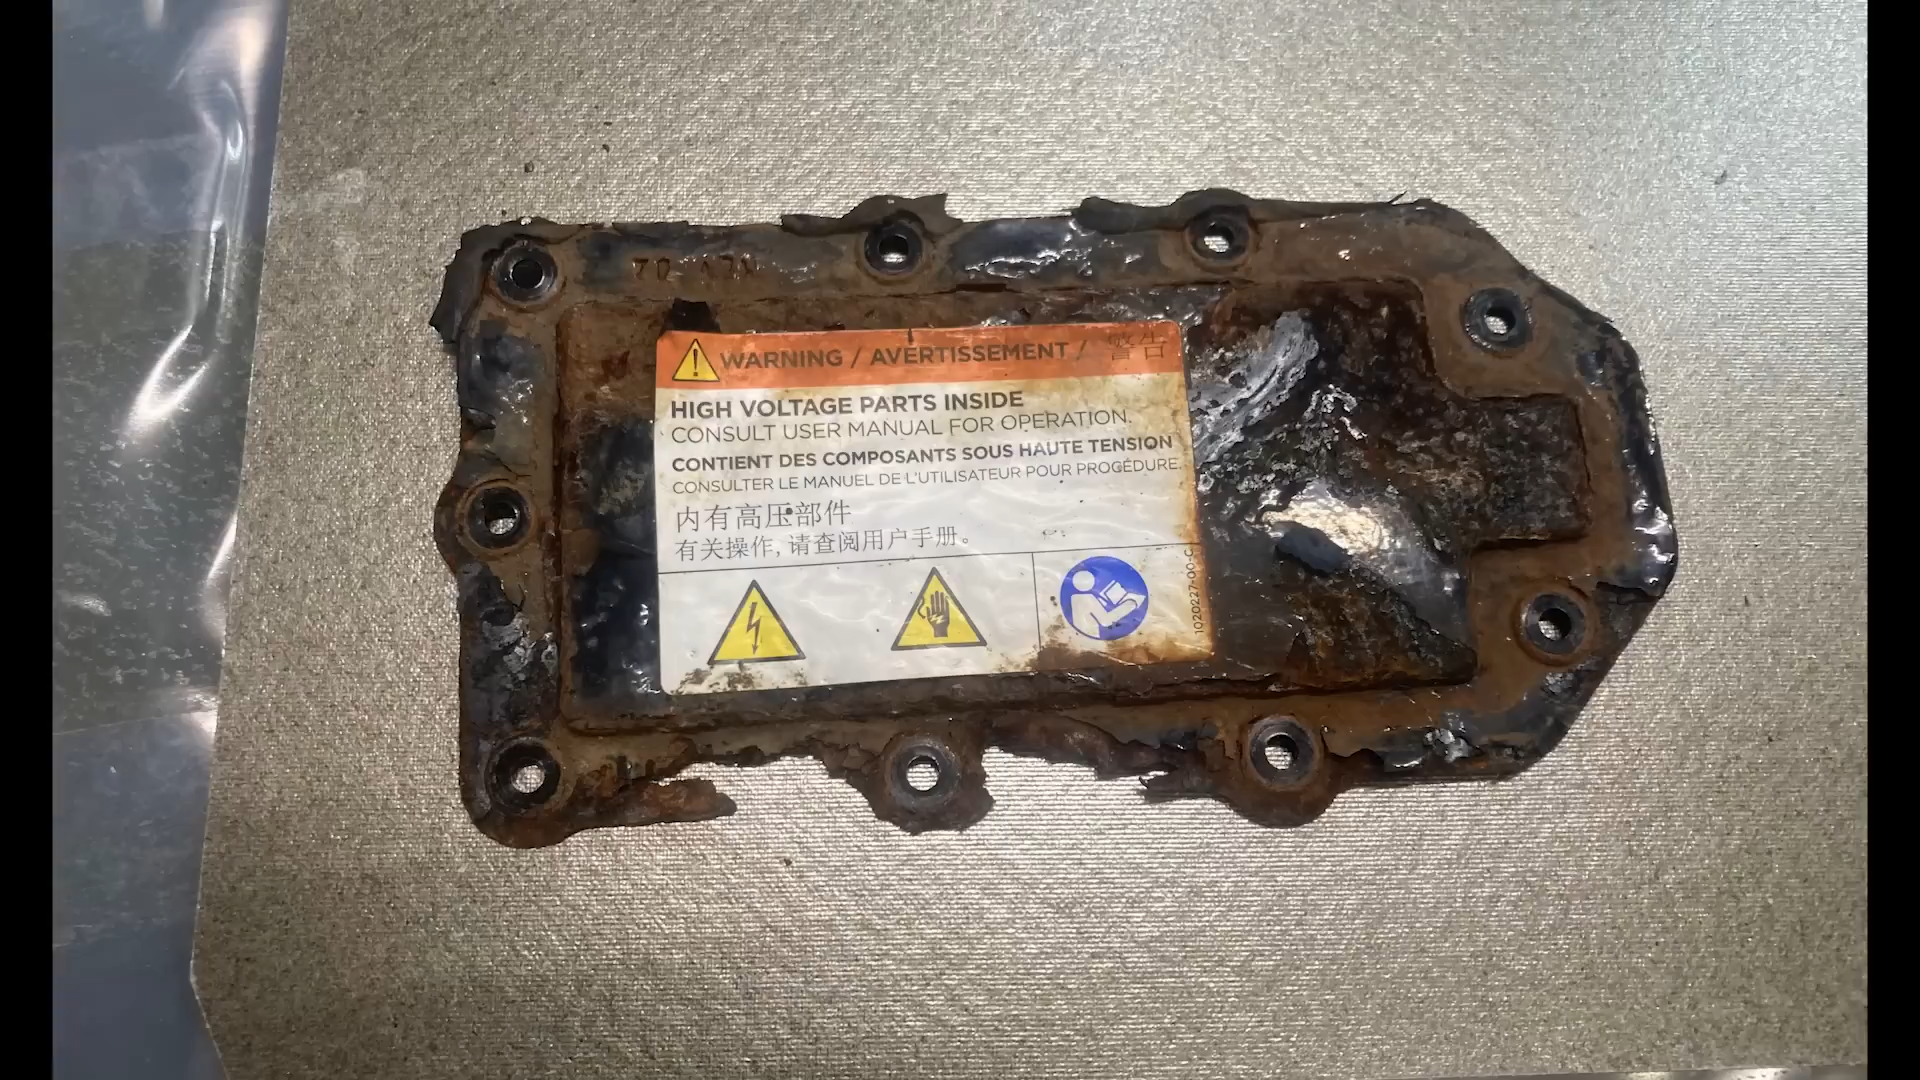 WARNING / AVERTISSEMENT / 警告
HIGH VOLTAGE PARTS INSIDE
CONSULT USER MANUAL FOR OPERATION.
CONTIENT DES COMPOSANTS SOUS HAUTE TENSION
CONSULTER LE MANUEL DE L'UTILISATEUR POUR PROCÉDURE.
内有高压部件
有关操作, 请查阅用户手册。
1020227-00-C